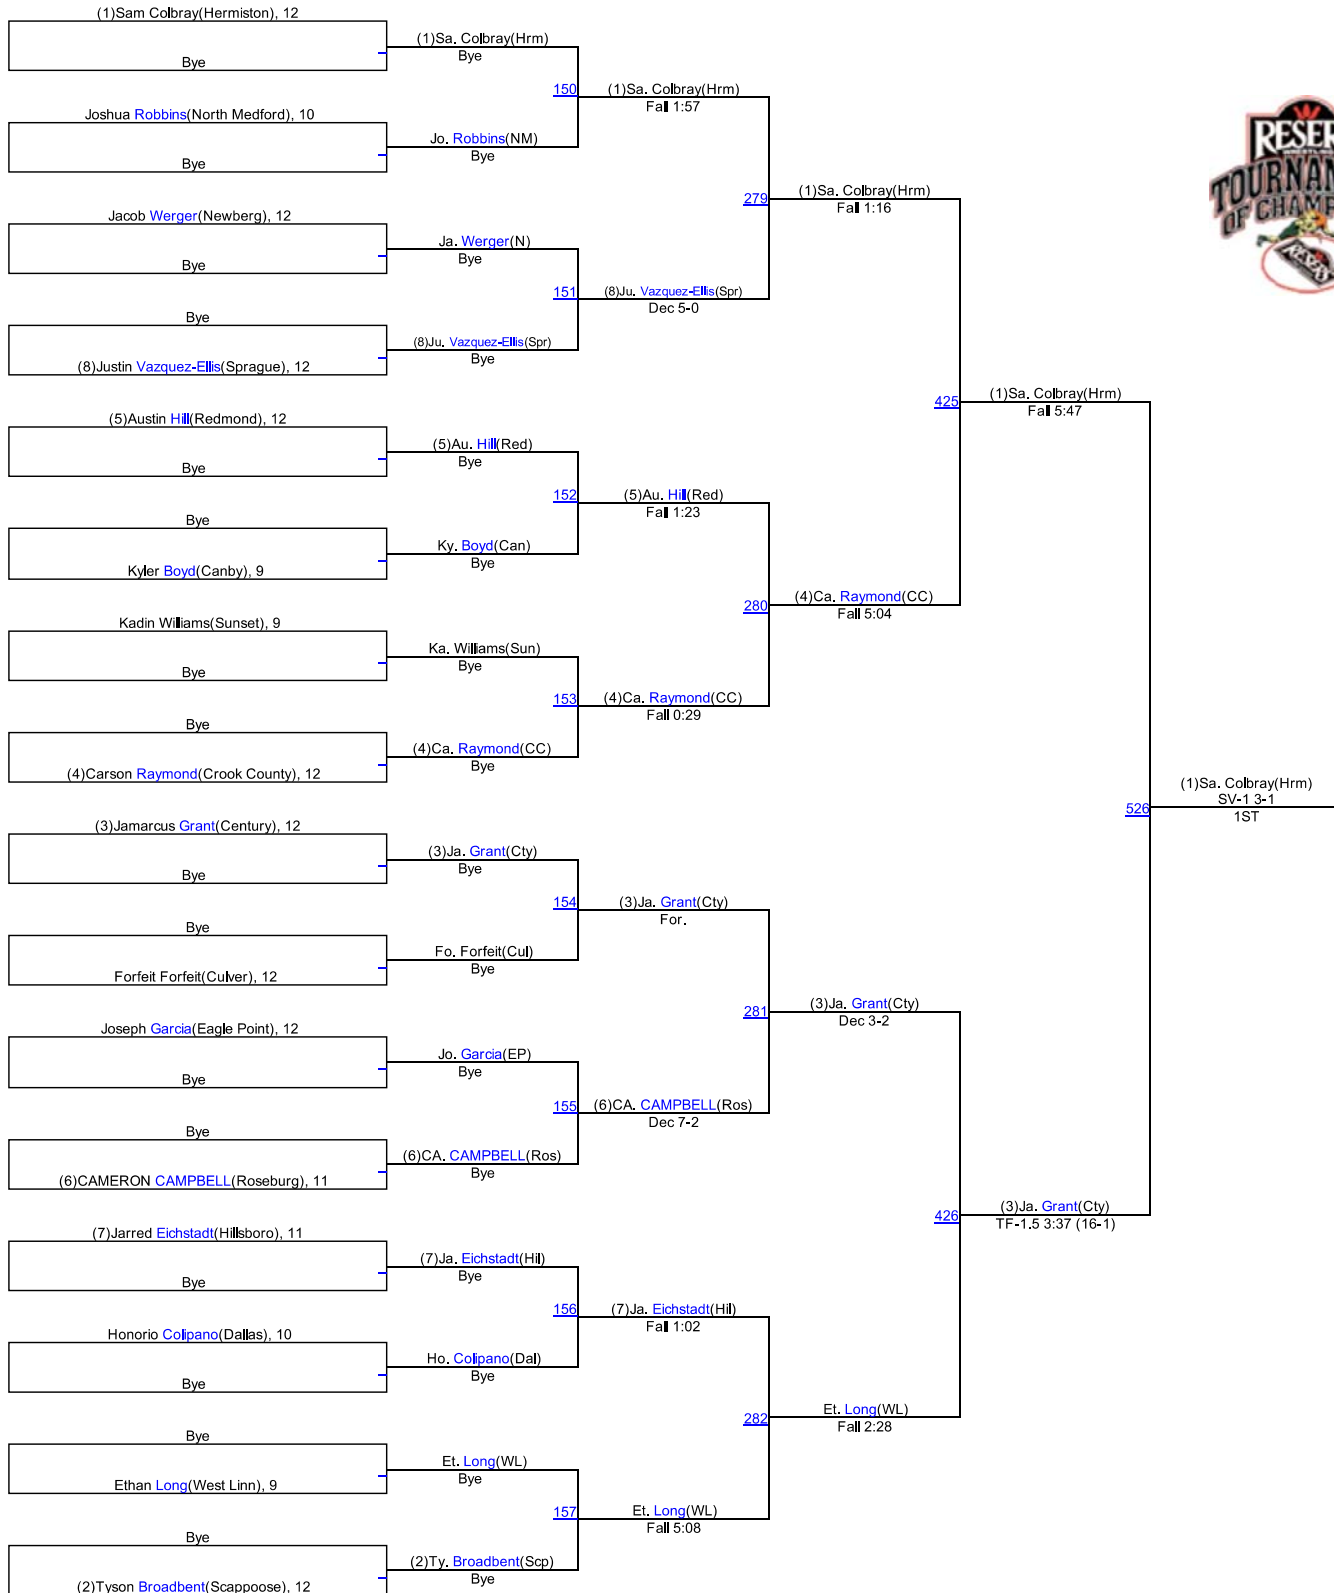 (1)Sam Colbray(Hermiston), 12
Bye
Joshua Robbins(North Medford), 10
Bye
Jacob Werger(Newberg), 12
Bye
Bye
(8)Justin Vazquez-Ellis(Sprague), 12
(5)Austin Hill(Redmond), 12
Bye
Bye
Kyler Boyd(Canby), 9
Kadin Williams(Sunset), 9
Bye
Bye
(4)Carson Raymond(Crook County), 12
(3)Jamarcus Grant(Century), 12
Bye
Bye
Forfeit Forfeit(Culver), 12
Joseph Garcia(Eagle Point), 12
Bye
Bye
(6)CAMERON CAMPBELL(Roseburg), 11
(7)Jarred Eichstadt(Hillsboro), 11
Bye
Honorio Colipano(Dallas), 10
Bye
Bye
Ethan Long(West Linn), 9
Bye
(2)Tyson Broadbent(Scappoose), 12
(1)Sa. Colbray(Hrm)
Bye
150
Jo. Robbins(NM)
Bye
Ja. Werger(N)
Bye
151
(8)Ju. Vazquez-Ellis(Spr)
Bye
(5)Au. Hill(Red)
Bye
152
Ky. Boyd(Can)
Bye
Ka. Williams(Sun)
Bye
153
(4)Ca. Raymond(CC)
Bye
(3)Ja. Grant(Cty)
Bye
154
Fo. Forfeit(Cul)
Bye
Jo. Garcia(EP)
Bye
155
(6)CA. CAMPBELL(Ros)
Bye
(7)Ja. Eichstadt(Hil)
Bye
156
Ho. Colipano(Dal)
Bye
Et. Long(WL)
Bye
157
(2)Ty. Broadbent(Scp)
Bye
(1)Sa. Colbray(Hrm)
Fall 1:57
279
(8)Ju. Vazquez-Ellis(Spr)
Dec 5-0
(5)Au. Hill(Red)
Fall 1:23
280
(4)Ca. Raymond(CC)
Fall 0:29
(3)Ja. Grant(Cty)
For.
281
(6)CA. CAMPBELL(Ros)
Dec 7-2
(7)Ja. Eichstadt(Hil)
Fall 1:02
282
Et. Long(WL)
Fall 5:08
(1)Sa. Colbray(Hrm)
Fall 1:16
425
(4)Ca. Raymond(CC)
Fall 5:04
(3)Ja. Grant(Cty)
Dec 3-2
426
Et. Long(WL)
Fall 2:28
(1)Sa. Colbray(Hrm)
Fall 5:47
526
(3)Ja. Grant(Cty)
TF-1.5 3:37 (16-1)
(1)Sa. Colbray(Hrm)
SV-1 3-1
1ST
RESER
TOURNAM
OF CHAMP
RESER